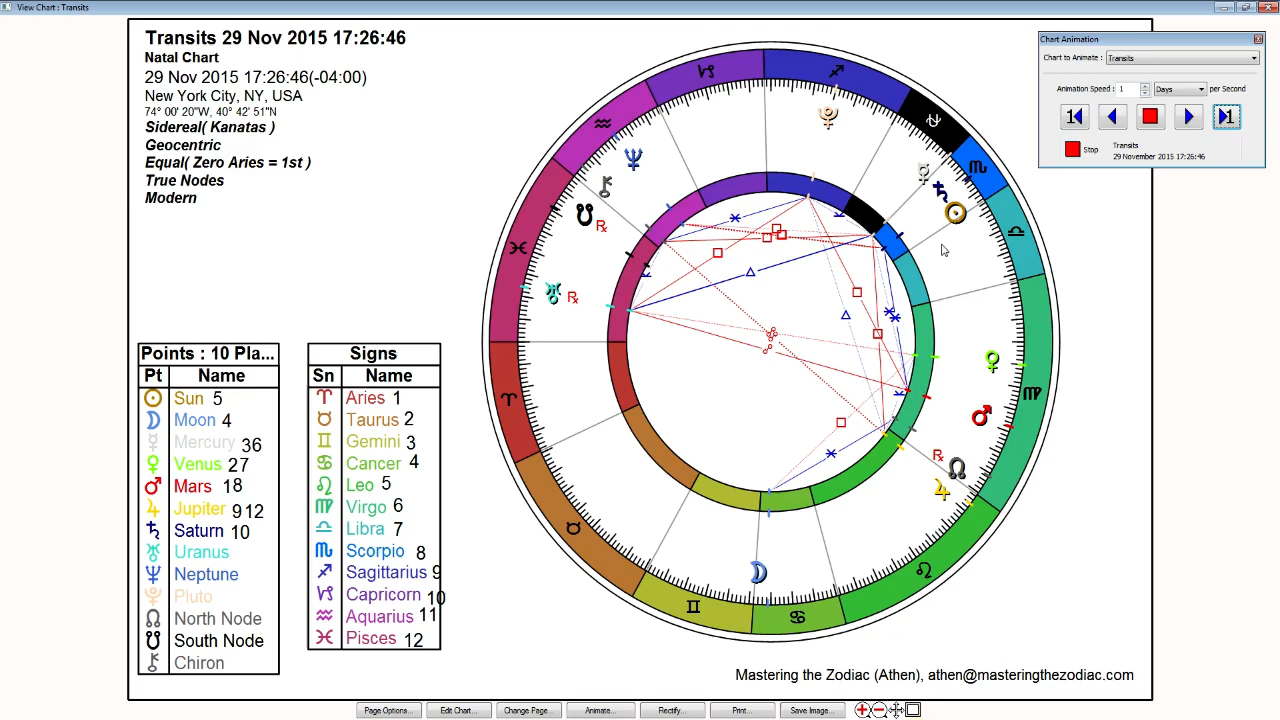 View Chart : Transits
Transits 29 Nov 2015 17:26:46
Natal Chart
29 Nov 2015 17:26:46(-04:00)
New York City, NY, USA
74° 00' 20"W, 40° 42' 51"N
Sidereal( Kanatas )
Geocentric
Equal( Zero Aries = 1st )
True Nodes
Modern
Chart Animation
Chart to Animate : Transits
Animation Speed : 1 Days per Second
Stop
Transits
29 November 2015 17:26:46
Points : 10 Pla...
Pt Name
Sun 5
Moon 4
Mercury 36
Venus 27
Mars 18
Jupiter 9 12
Saturn 10
Uranus
Neptune
Pluto
North Node
South Node
Chiron
Signs
Sn Name
Aries 1
Taurus 2
Gemini 3
Cancer 4
Leo 5
Virgo 6
Libra 7
Scorpio 8
Sagittarius 9
Capricorn 10
Aquarius 11
Pisces 12
Mastering the Zodiac (Athen), athen@masteringthezodiac.com
Page Options... Edit Chart... Change Page... Animate... Rectify... Print... Save Image...